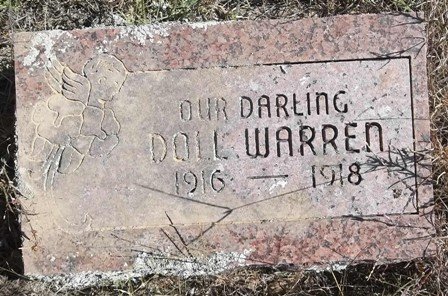 OUR DARLING
DOLL WARREN
1916 — 1918